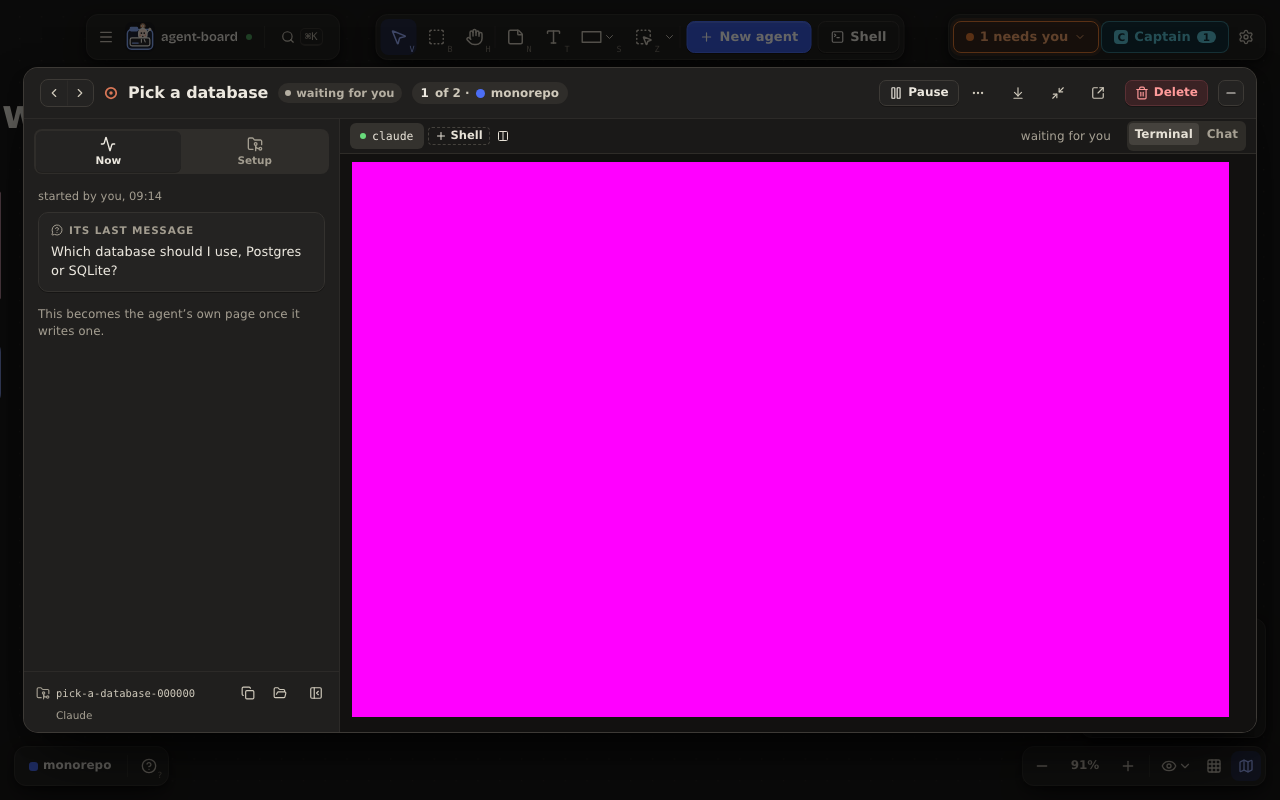 agent-board
⌘K
V
B
H
N
T
S
Z
New agent
Shell
1 needs you
C Captain 1
Pick a database
waiting for you
1 of 2 · monorepo
Pause
Delete
Now
Setup
claude
Shell
waiting for you
Terminal
Chat
started by you, 09:14
ITS LAST MESSAGE
Which database should I use, Postgres
or SQLite?
This becomes the agent’s own page once it
writes one.
pick-a-database-000000
Claude
monorepo
?
91%